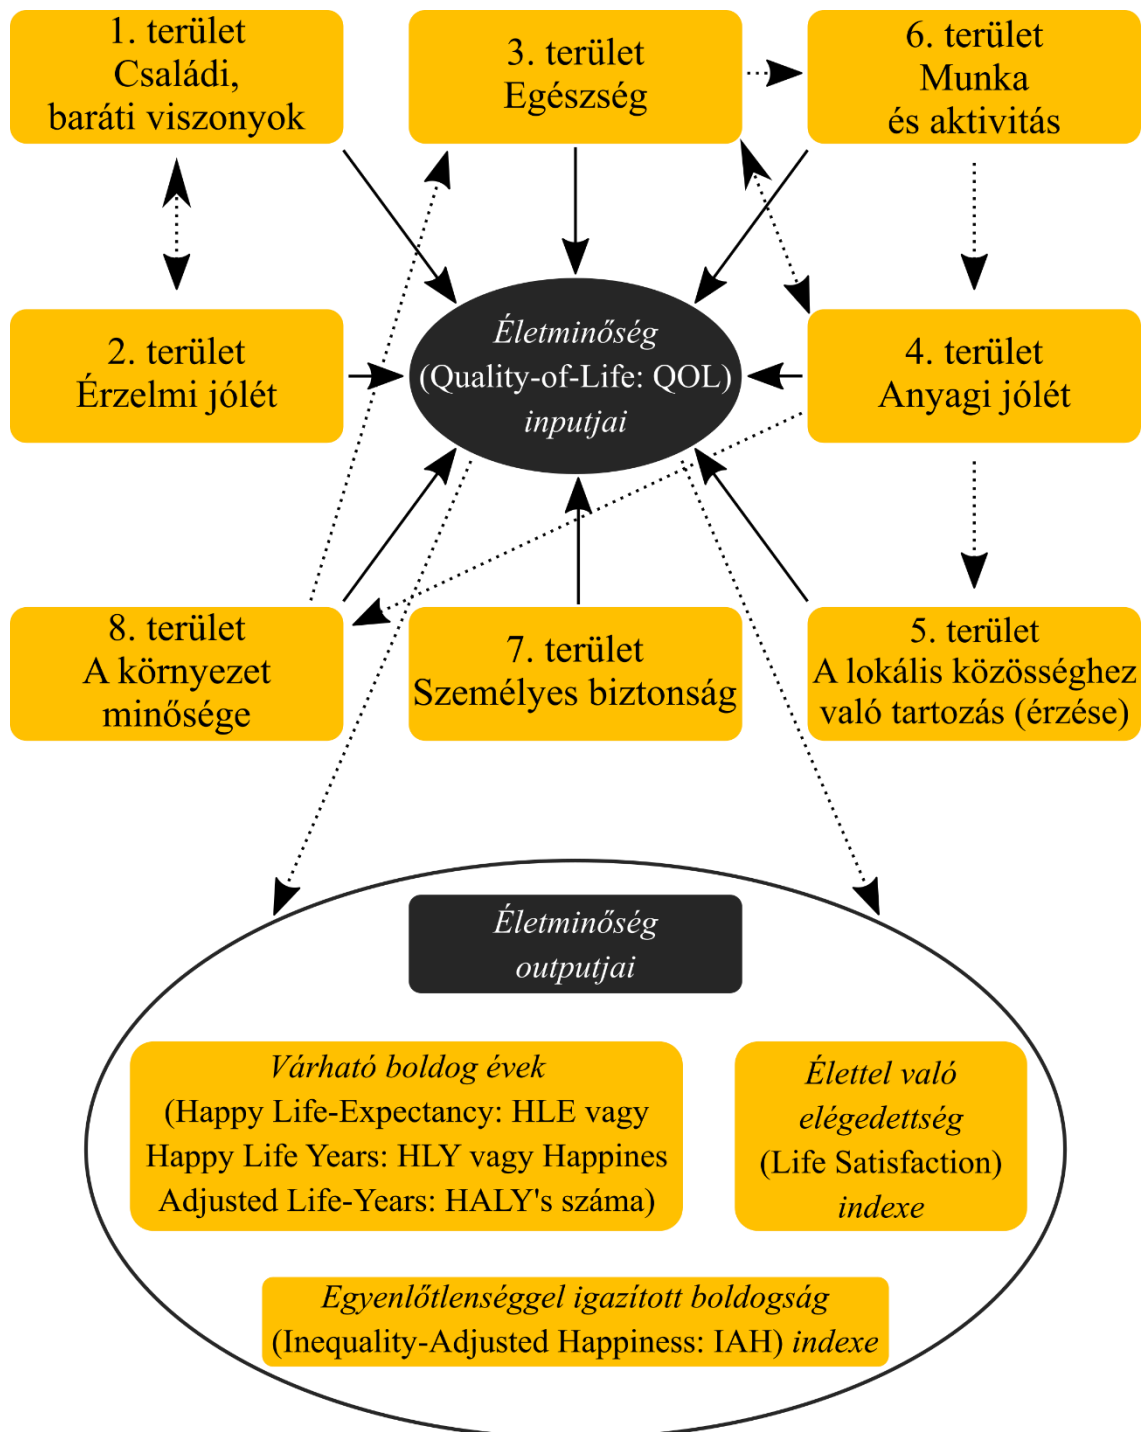 1. terület
Családi,
baráti viszonyok
3. terület
Egészség
6. terület
Munka
és aktivitás
2. terület
Érzelmi jólét
Életminőség
(Quality-of-Life: QOL)
inputjai
4. terület
Anyagi jólét
8. terület
A környezet
minősége
7. terület
Személyes biztonság
5. terület
A lokális közösséghez
való tartozás (érzése)
Életminőség
outputjai
Várható boldog évek
(Happy Life-Expectancy: HLE vagy
Happy Life Years: HLY vagy Happines
Adjusted Life-Years: HALY's száma)
Élettel való
elégedettség
(Life Satisfaction)
indexe
Egyenlőtlenséggel igazított boldogság
(Inequality-Adjusted Happiness: IAH) indexe